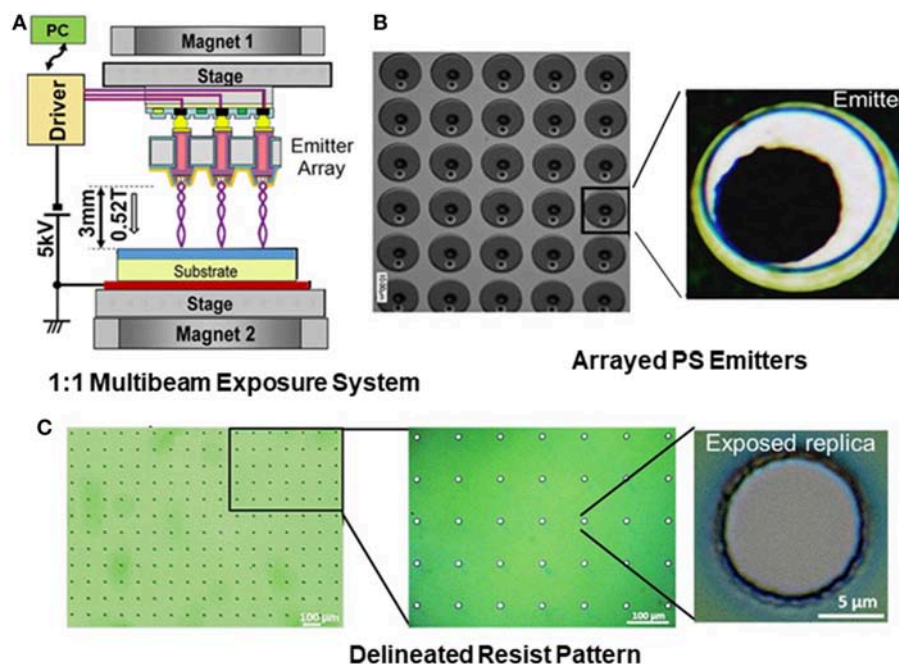 A
PC
Driver
Magnet 1
Stage
Emitter
Array
3mm
0.52T
5kV
Substrate
Stage
Magnet 2
1:1 Multibeam Exposure System
B
Emitte
Arrayed PS Emitters
C
100 µm
100 µm
Exposed replica
5 µm
Delineated Resist Pattern